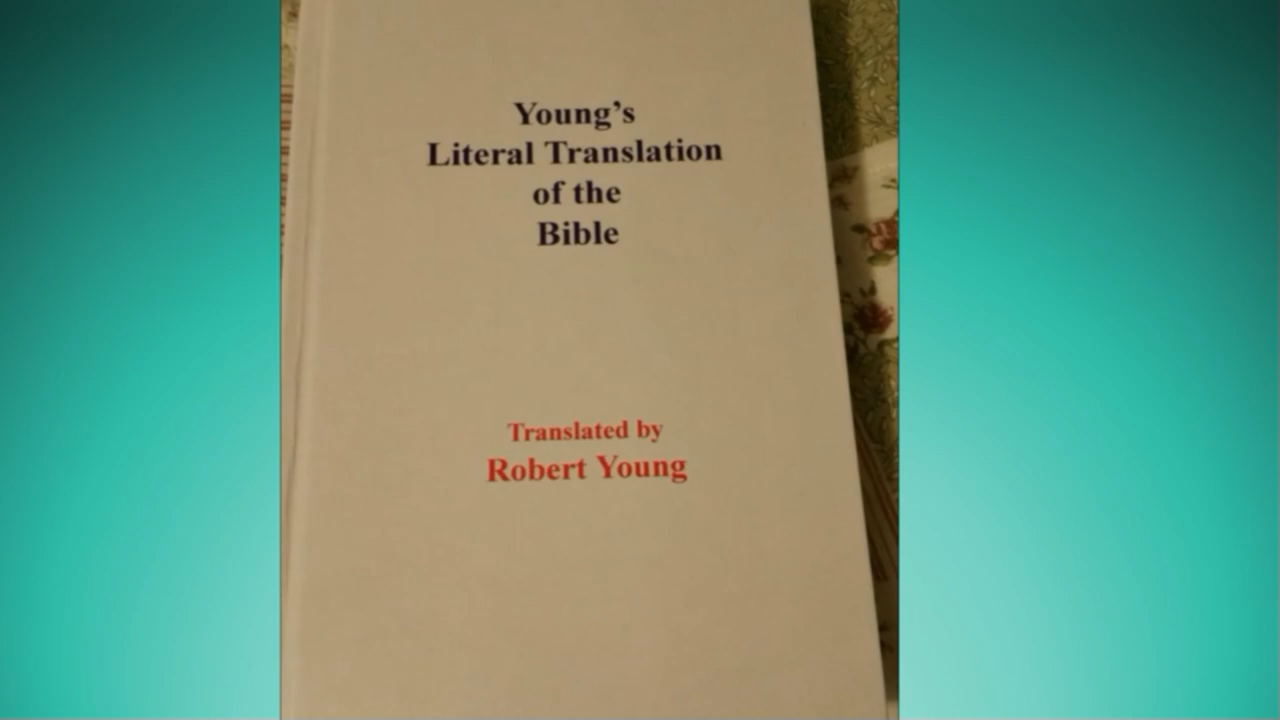 Young's
Literal Translation
of the
Bible
Translated by
Robert Young